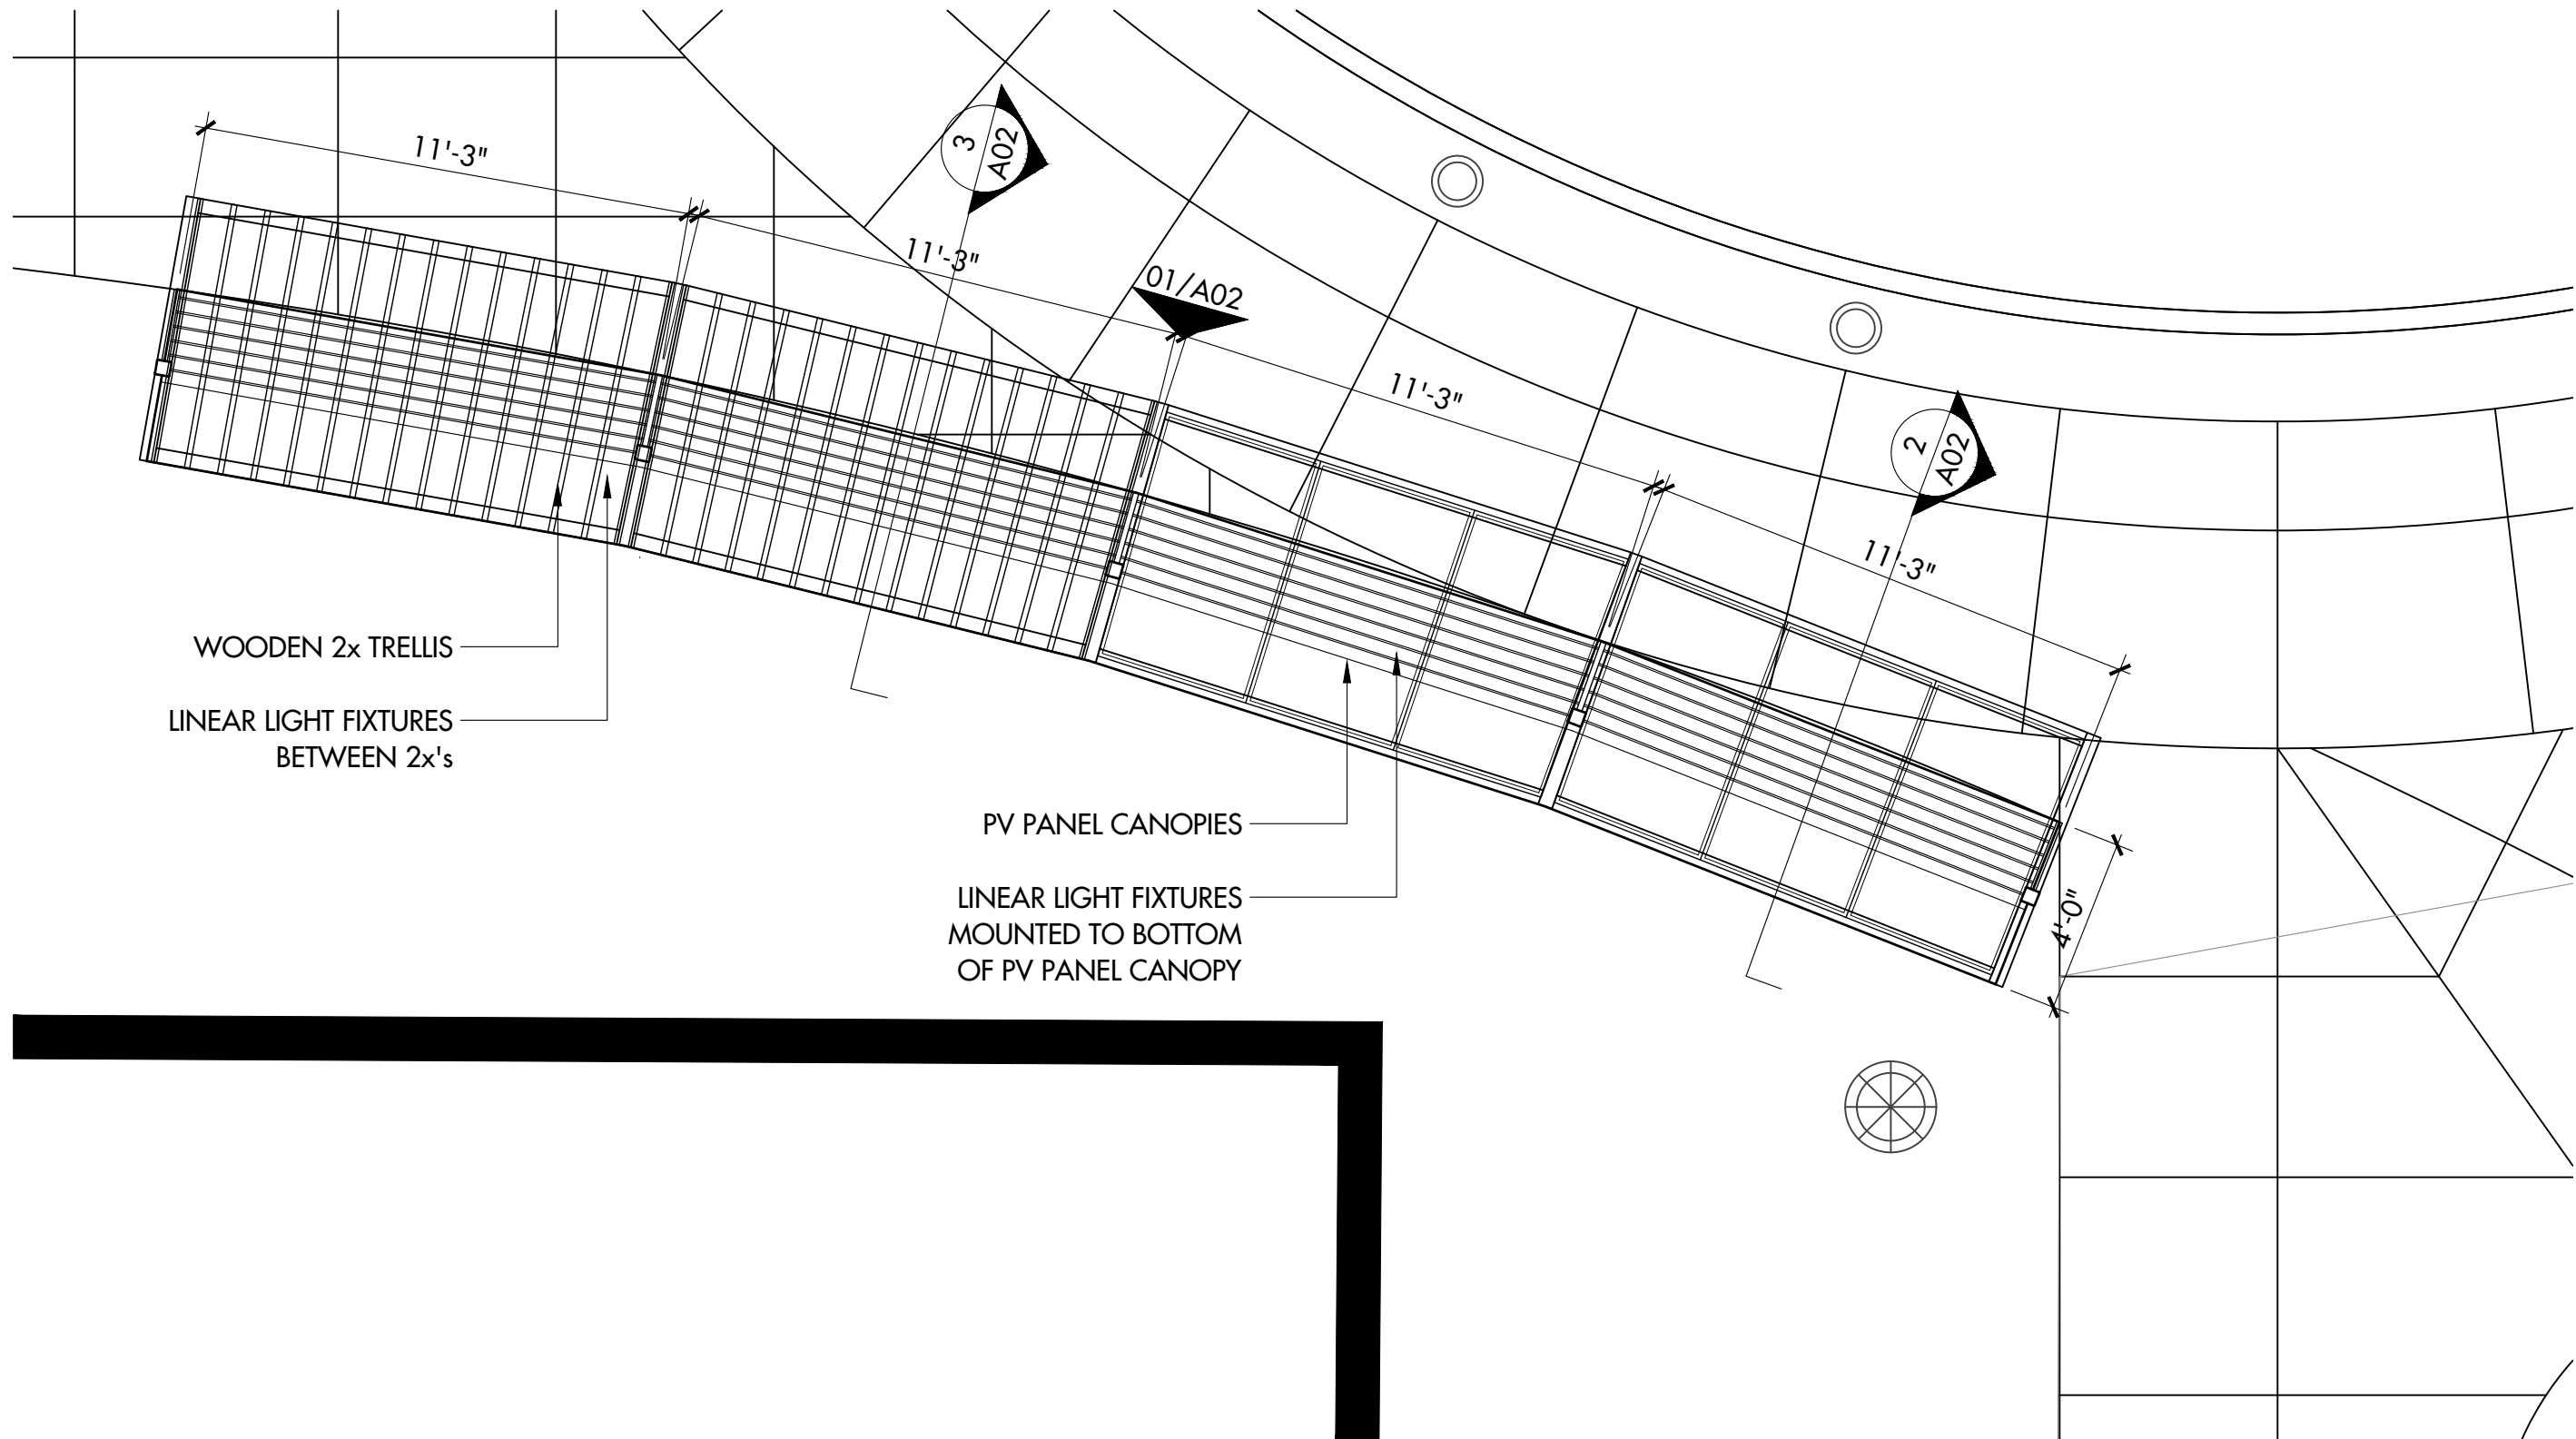 11'-3"
3
A02
11'-3"
01/A02
11'-3"
2
A02
11'-3"
WOODEN 2x TRELLIS
LINEAR LIGHT FIXTURES
BETWEEN 2x's
PV PANEL CANOPIES
LINEAR LIGHT FIXTURES
MOUNTED TO BOTTOM
OF PV PANEL CANOPY
4'-0"